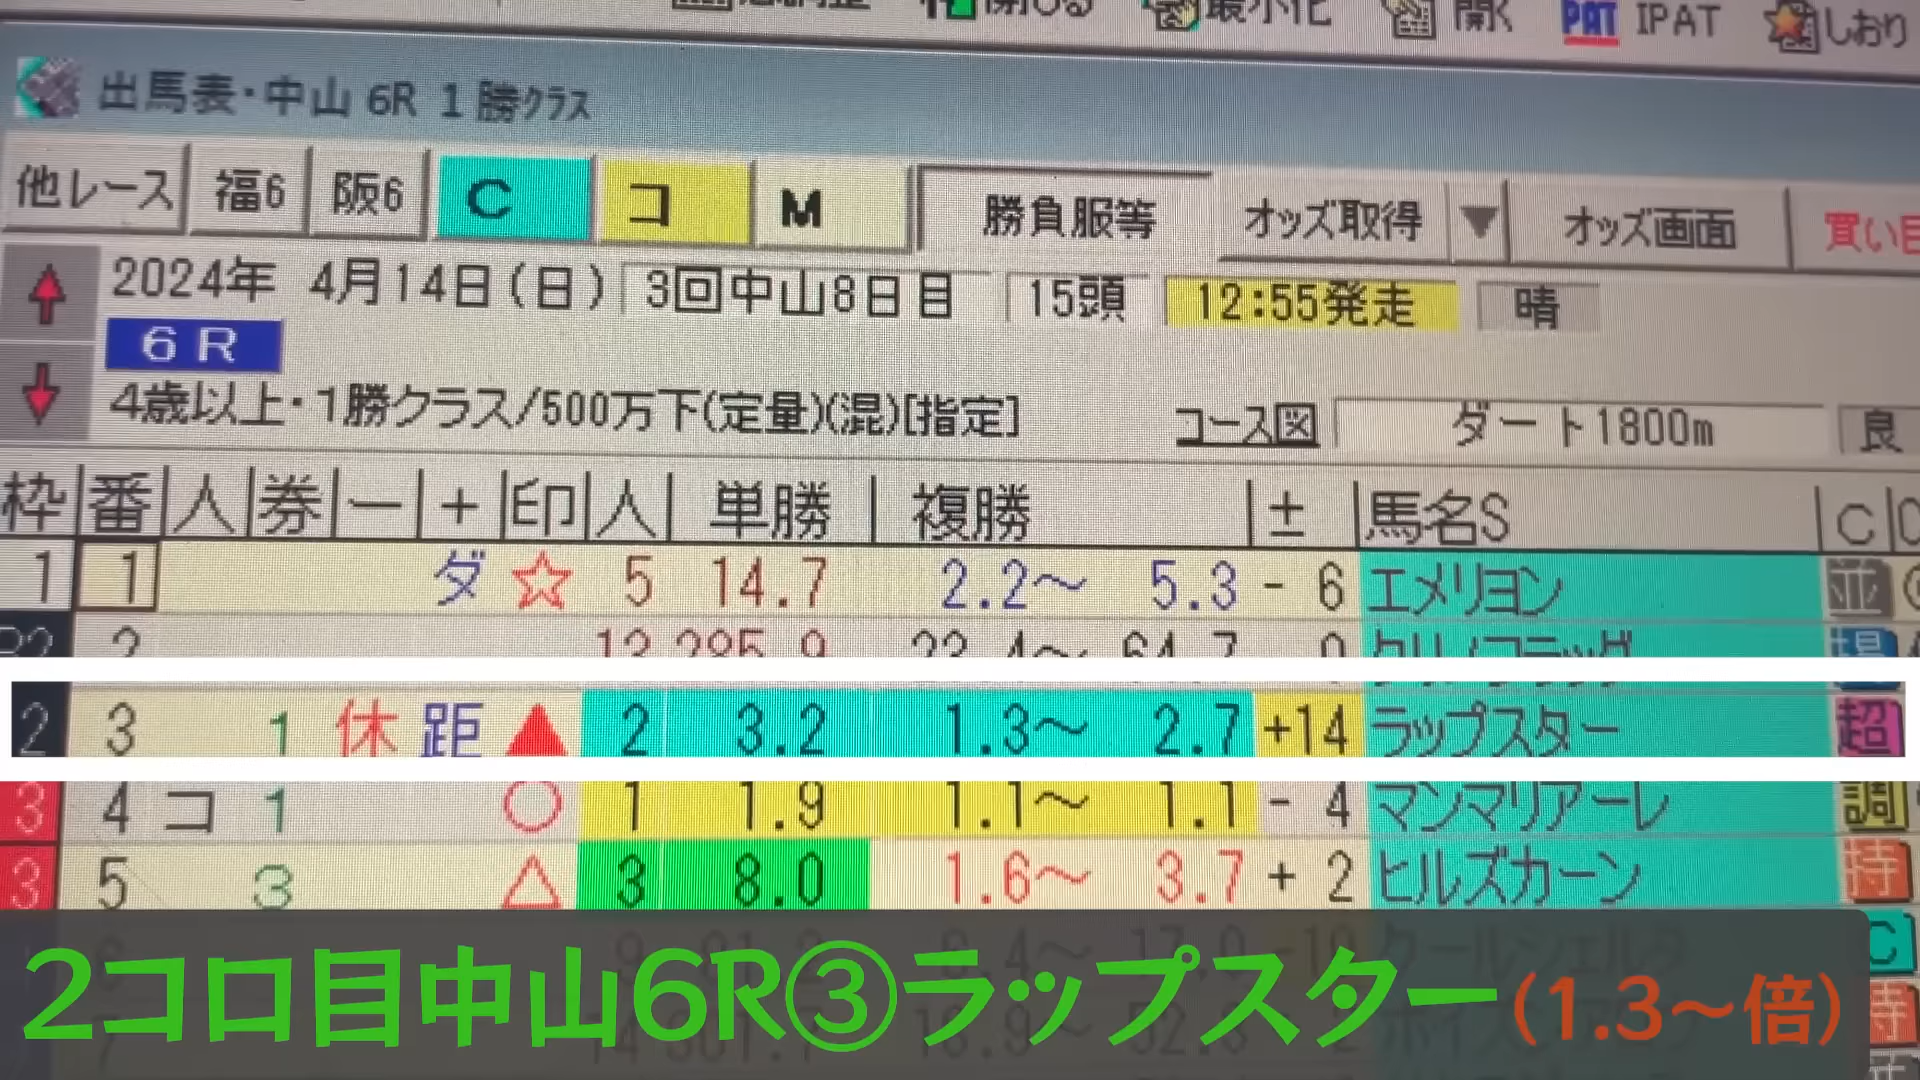 最小化 開く PAT IPAT しおり
出馬表・中山 6R 1勝クラス
他レース 福6 阪6 C コ M 勝負服等 オッズ取得 ▼ オッズ画面 買い目
2024年 4月14日(日) 3回中山8日目 15頭 12:55発走 晴
6R
4歳以上・1勝クラス/500万下(定量)(混)[指定] コース図 ダート1800m 良
枠 番 人 券 ー + 印 人 単勝 複勝 ± 馬名S C
1 1 ダ ☆ 5 14.7 2.2〜 5.3 - 6 エメリヨン 並
2 3 1 休 距 ▲ 2 3.2 1.3〜 2.7 +14 ラップスター 超
3 4 コ 1 ○ 1 1.9 1.1〜 1.1 - 4 マンマリアーレ 調
3 5 3 △ 3 8.0 1.6〜 3.7 + 2 ヒルズカーン 持
2コロ目中山6R③ラップスター(1.3〜倍)